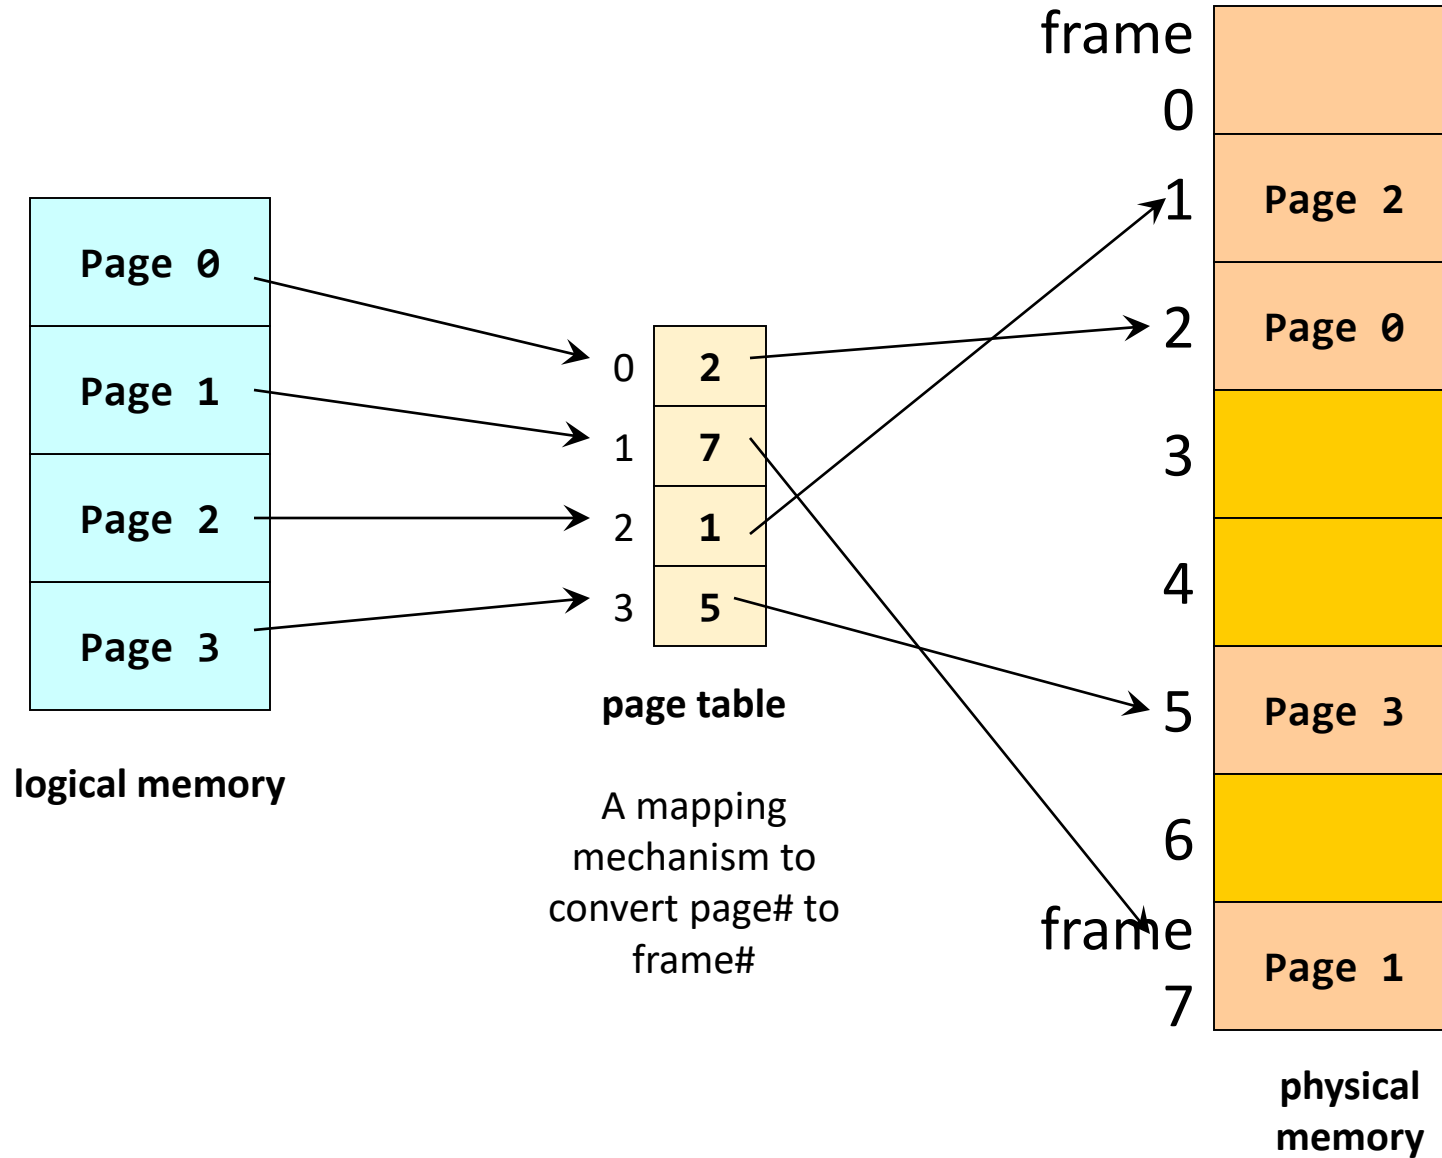 Page 0
Page 1
Page 2
Page 3
logical memory
0 2
1 7
2 1
3 5
page table
A mapping
mechanism to
convert page# to
frame#
frame
0
1 Page 2
2 Page 0
3
4
5 Page 3
6
frame
7 Page 1
physical
memory